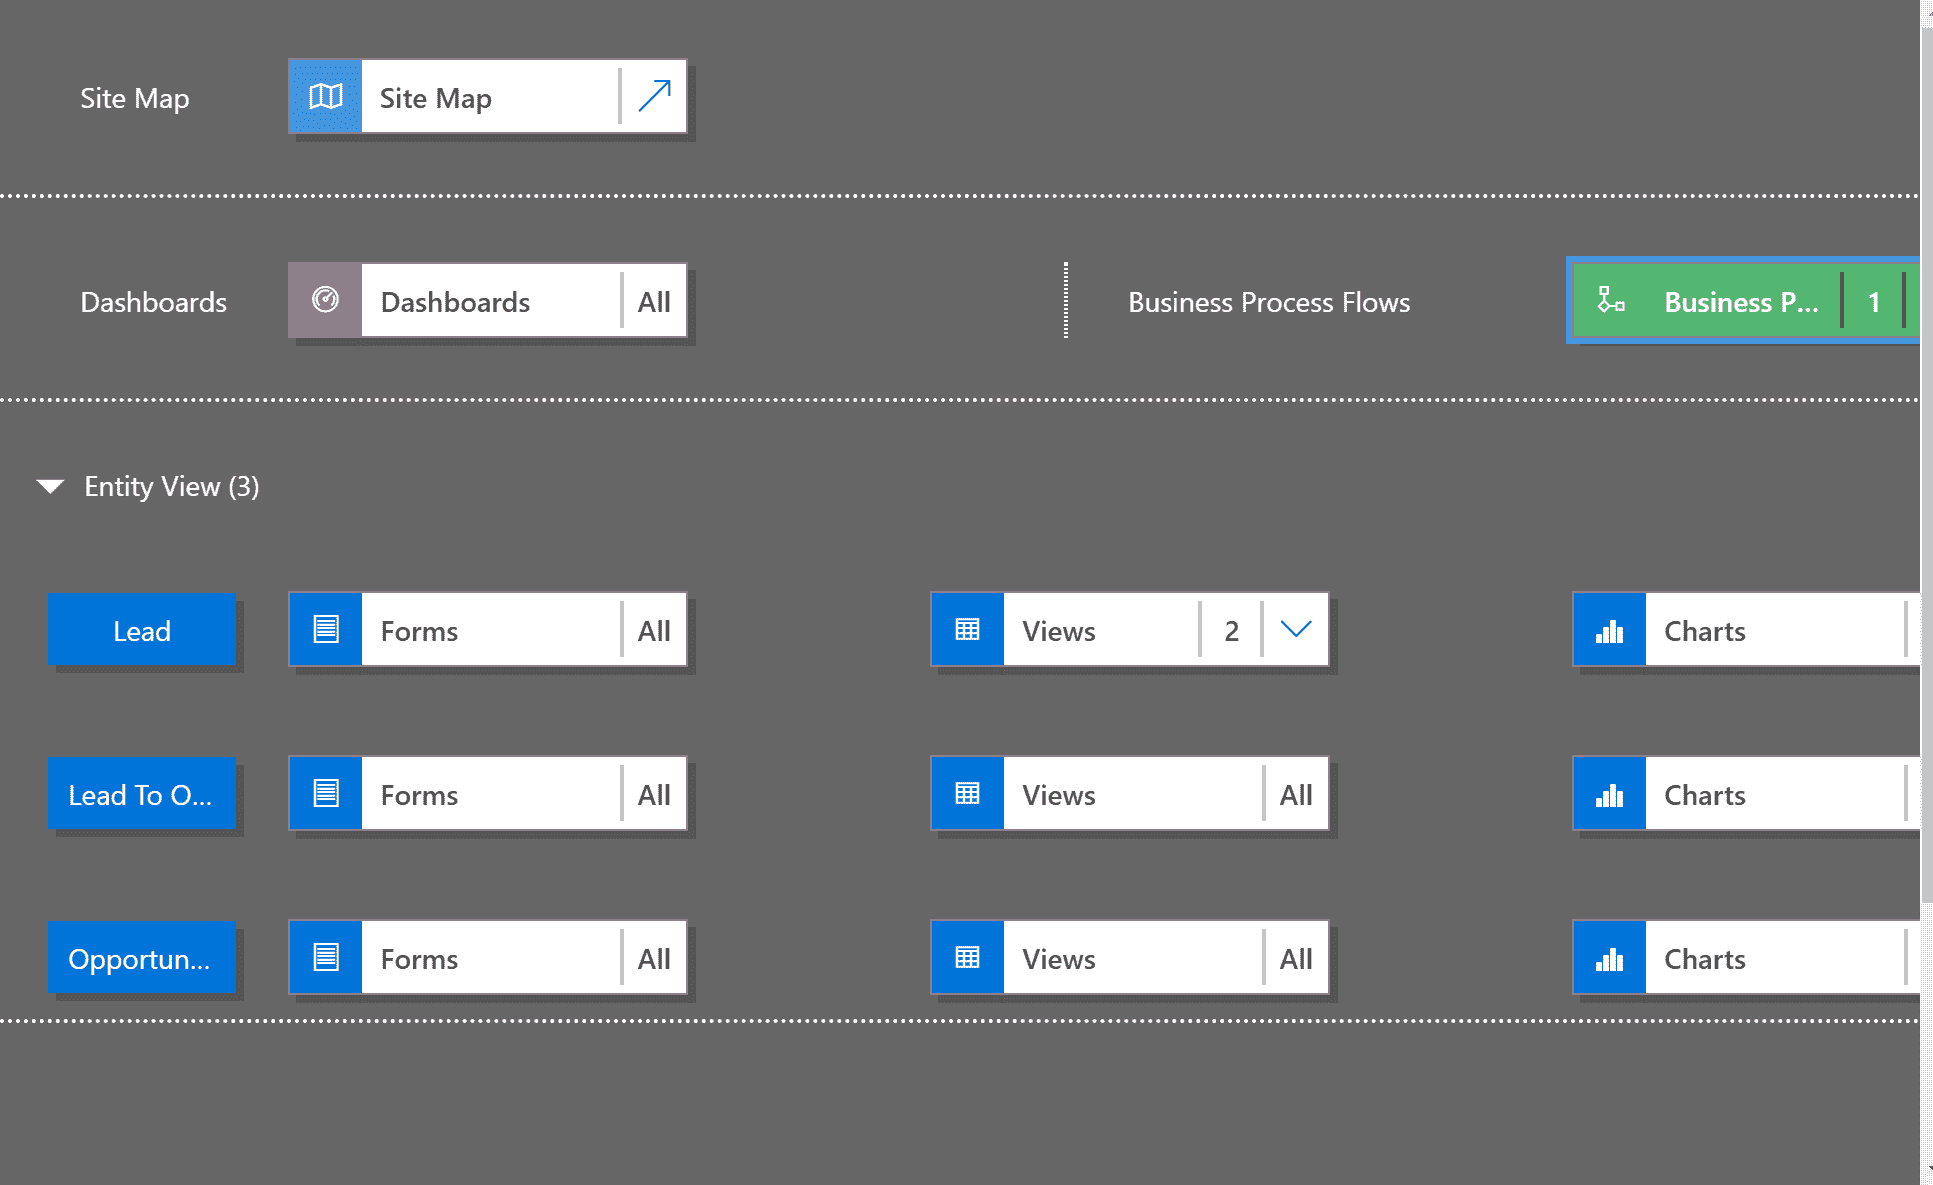 Site Map
Site Map
Dashboards
Dashboards All
Business Process Flows
Business P... 1
Entity View (3)
Lead
Forms All
Views 2
Charts
Lead To O...
Forms All
Views All
Charts
Opportun...
Forms All
Views All
Charts